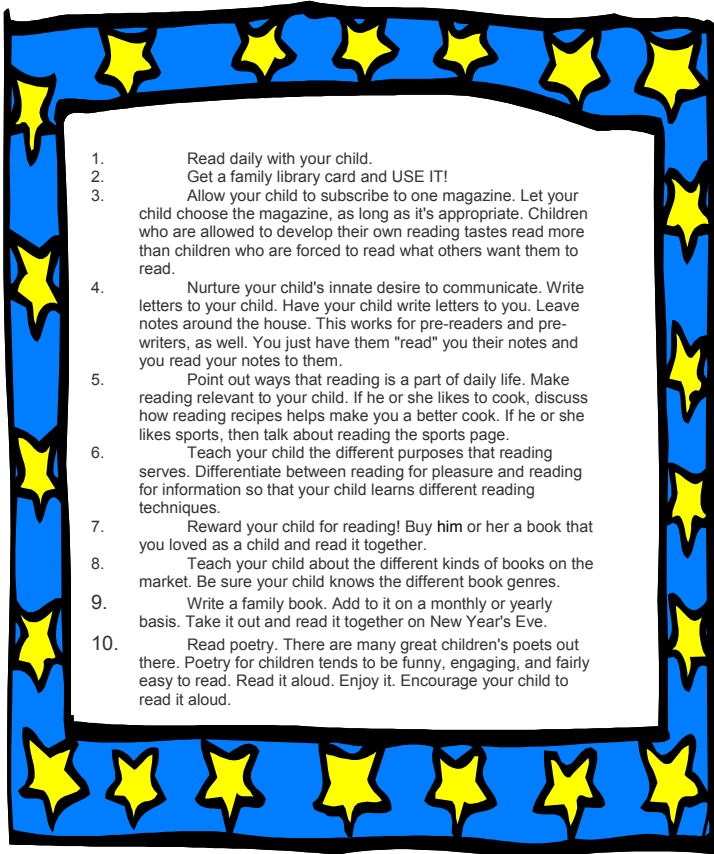 1. Read daily with your child.
2. Get a family library card and USE IT!
3. Allow your child to subscribe to one magazine. Let your
child choose the magazine, as long as it's appropriate. Children
who are allowed to develop their own reading tastes read more
than children who are forced to read what others want them to
read.
4. Nurture your child's innate desire to communicate. Write
letters to your child. Have your child write letters to you. Leave
notes around the house. This works for pre-readers and pre-
writers, as well. You just have them "read" you their notes and
you read your notes to them.
5. Point out ways that reading is a part of daily life. Make
reading relevant to your child. If he or she likes to cook, discuss
how reading recipes helps make you a better cook. If he or she
likes sports, then talk about reading the sports page.
6. Teach your child the different purposes that reading
serves. Differentiate between reading for pleasure and reading
for information so that your child learns different reading
techniques.
7. Reward your child for reading! Buy him or her a book that
you loved as a child and read it together.
8. Teach your child about the different kinds of books on the
market. Be sure your child knows the different book genres.
9. Write a family book. Add to it on a monthly or yearly
basis. Take it out and read it together on New Year's Eve.
10. Read poetry. There are many great children's poets out
there. Poetry for children tends to be funny, engaging, and fairly
easy to read. Read it aloud. Enjoy it. Encourage your child to
read it aloud.